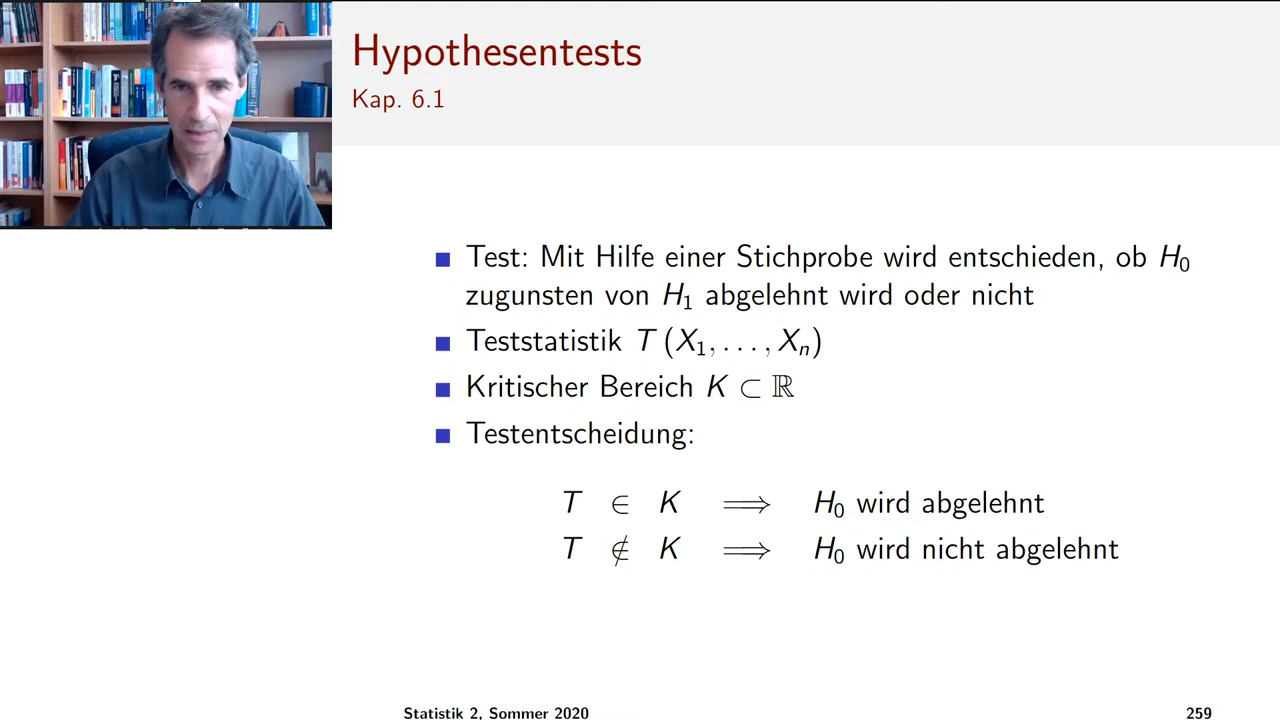 Hypothesentests
Kap. 6.1
Test: Mit Hilfe einer Stichprobe wird entschieden, ob H₀
zugunsten von H₁ abgelehnt wird oder nicht
Teststatistik T (X₁, . . . , Xₙ)
Kritischer Bereich K ⊂ ℝ
Testentscheidung:
T ∈ K ⟹ H₀ wird abgelehnt
T ∉ K ⟹ H₀ wird nicht abgelehnt
Statistik 2, Sommer 2020 259